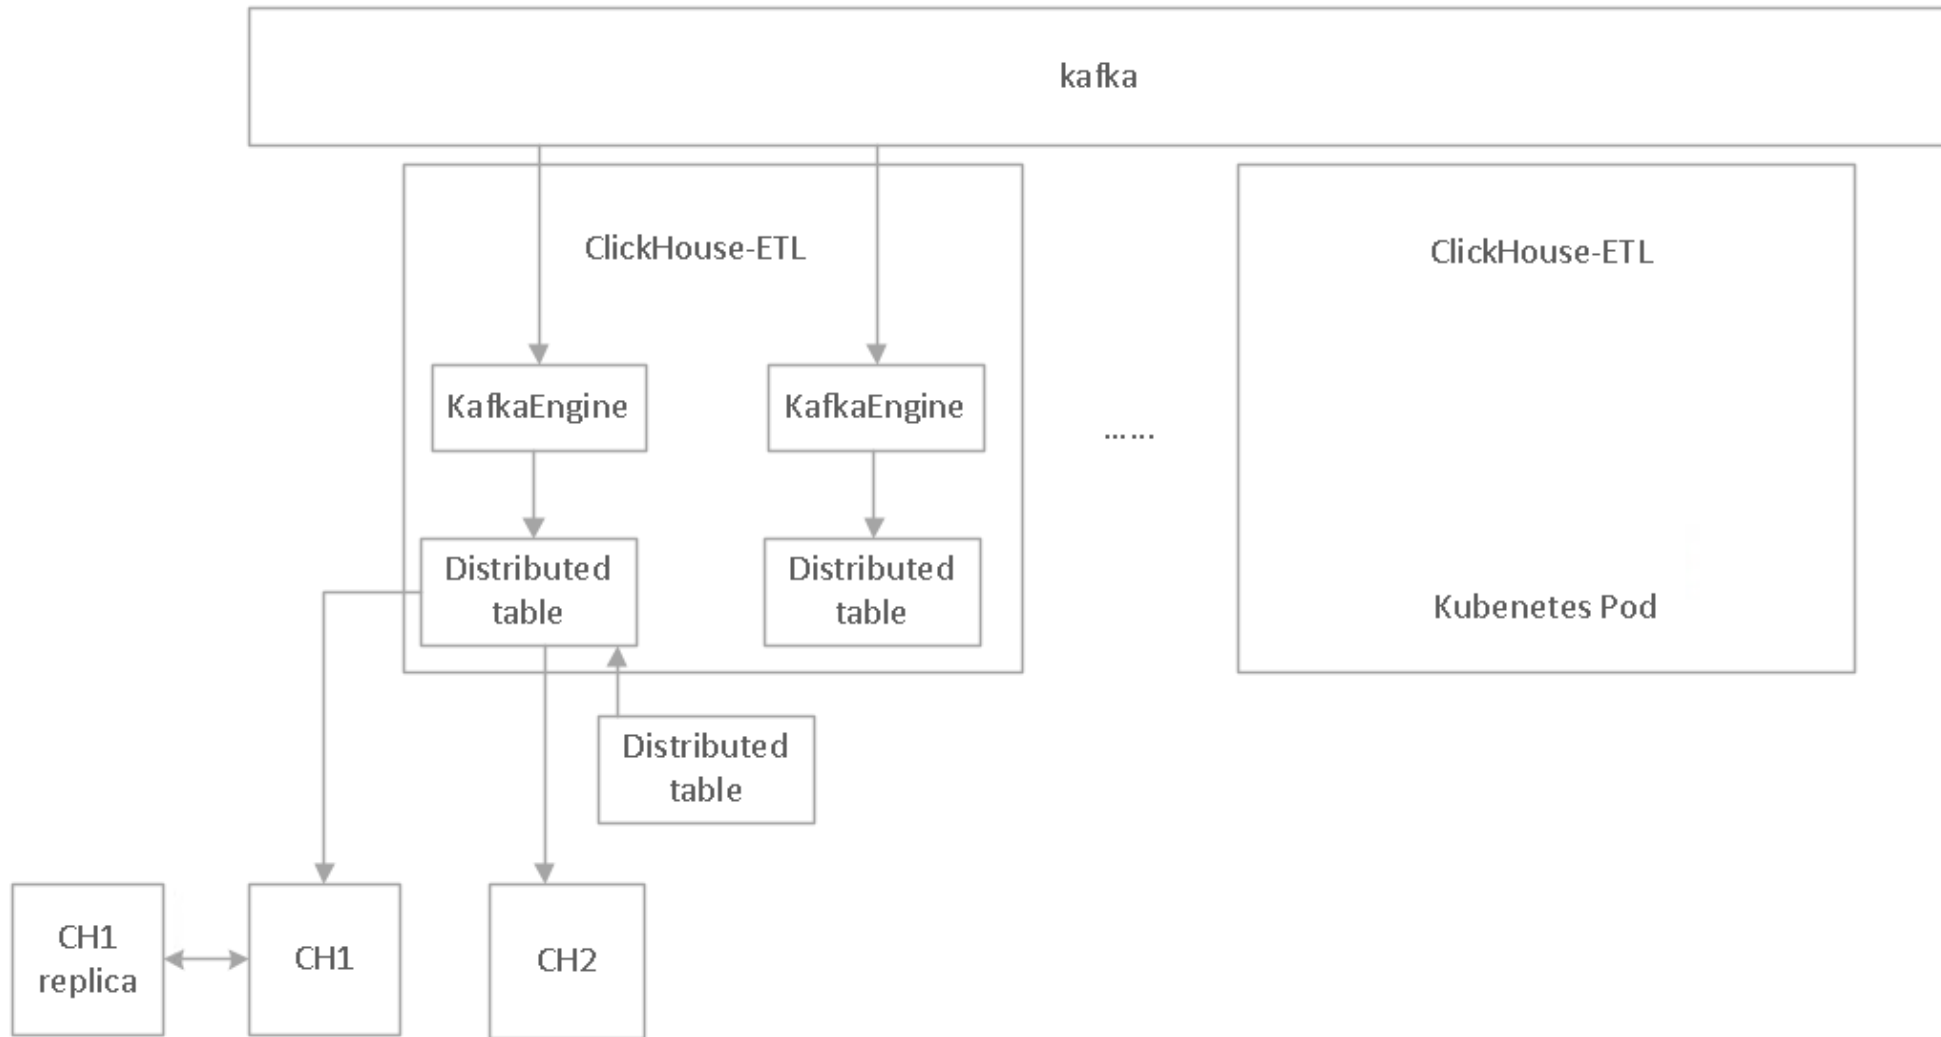 kafka
ClickHouse-ETL
ClickHouse-ETL
KafkaEngine
KafkaEngine
......
Distributed
table
Distributed
table
Kubenetes Pod
Distributed
table
CH1
replica
CH1
CH2